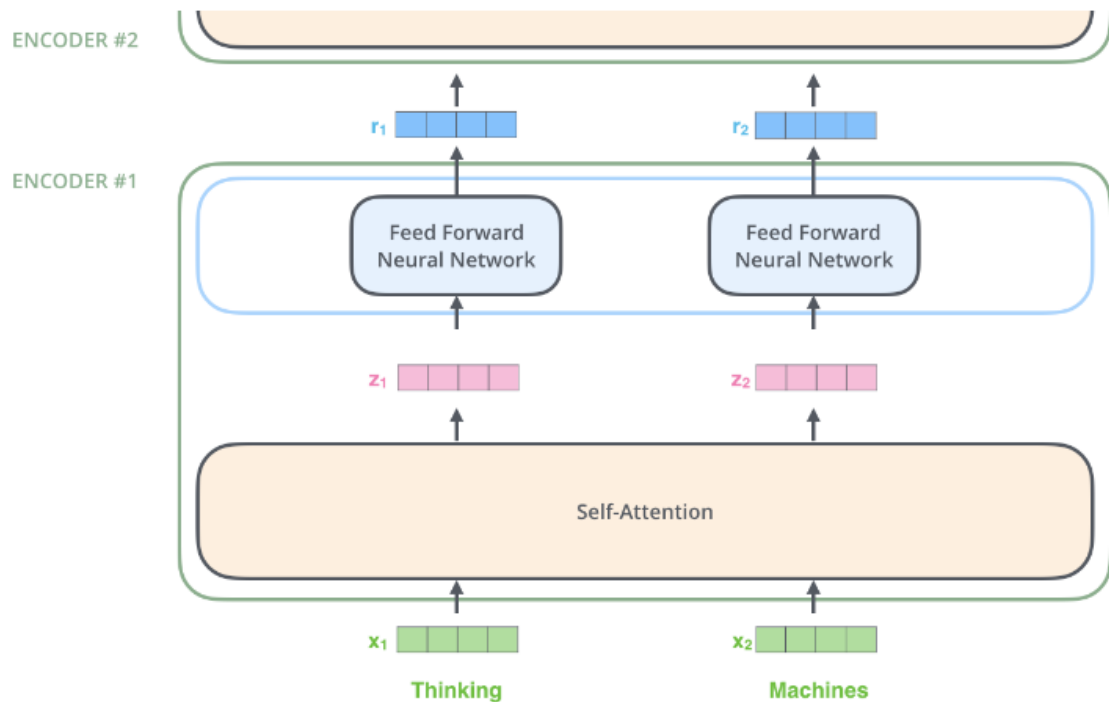 ENCODER #2
r₁
r₂
ENCODER #1
Feed Forward
Neural Network
Feed Forward
Neural Network
z₁
z₂
Self-Attention
x₁
x₂
Thinking
Machines